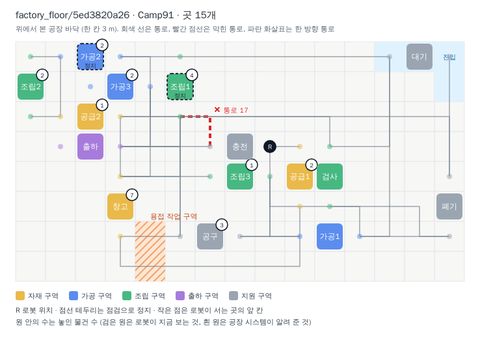 factory_floor/5ed3820a26 · Camp91 · 곳 15개
위에서 본 공장 바닥 (한 칸 3 m). 회색 선은 통로, 빨간 점선은 막힌 통로, 파란 화살표는 한 방향 통로
가공2 2
정지
대기
진입
조립2 2
가공3 2
조립1 4
정지
공급2 1
✕ 통로 17
출하
충전
R
조립3 1
공급1 2
검사
창고 7
용접 작업 구역
폐기
공구 3
가공1
자재 구역
가공 구역
조립 구역
출하 구역
지원 구역
R 로봇 위치 · 점선 테두리는 점검으로 정지 · 작은 점은 로봇이 서는 곳의 앞 칸
원 안의 수는 놓인 물건 수 (검은 원은 로봇이 지금 보는 것, 흰 원은 공장 시스템이 알려 준 것)